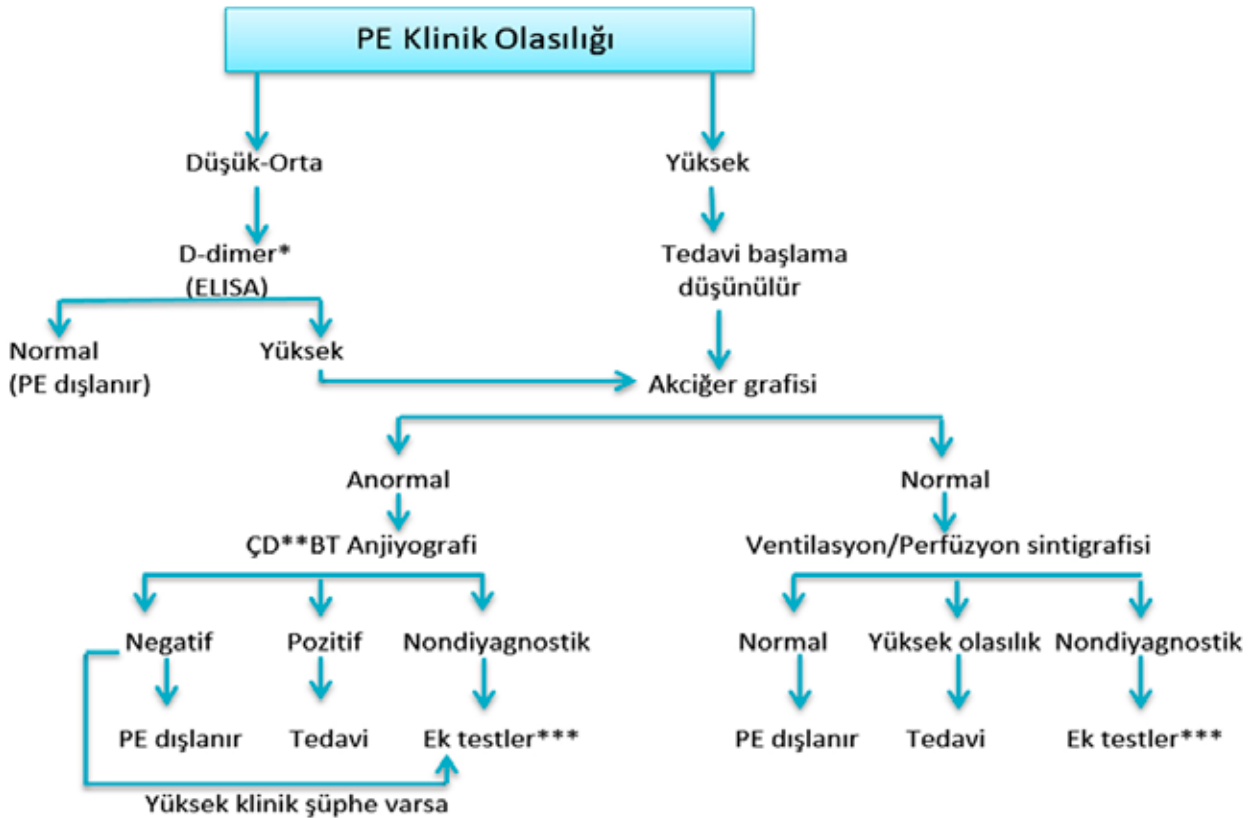 PE Klinik Olasılığı
Düşük-Orta
Yüksek
D-dimer*
(ELISA)
Tedavi başlama
düşünülür
Normal
(PE dışlanır)
Yüksek
Akciğer grafisi
Anormal
Normal
ÇD**BT Anjiyografi
Ventilasyon/Perfüzyon sintigrafisi
Negatif
Pozitif
Nondiyagnostik
Normal
Yüksek olasılık
Nondiyagnostik
PE dışlanır
Tedavi
Ek testler***
PE dışlanır
Tedavi
Ek testler***
Yüksek klinik şüphe varsa